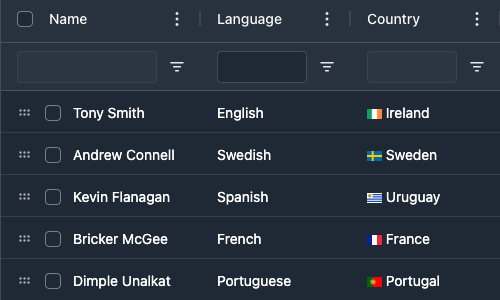 Name Language Country
Tony Smith English Ireland
Andrew Connell Swedish Sweden
Kevin Flanagan Spanish Uruguay
Bricker McGee French France
Dimple Unalkat Portuguese Portugal